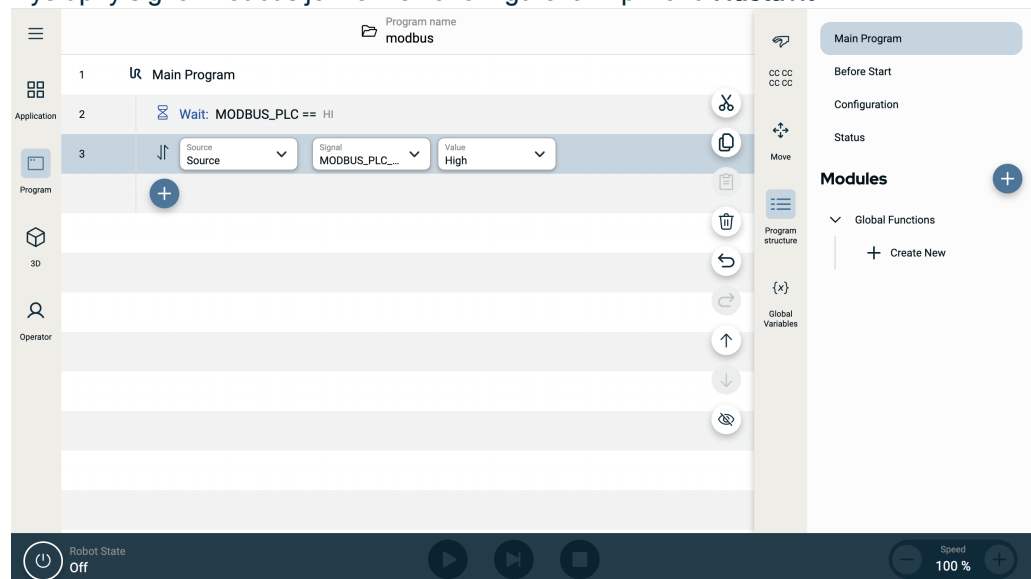 Program name
modbus
Application
Program
3D
Operator
1 Main Program
2 Wait: MODBUS_PLC == HI
3 Source Source Signal MODBUS_PLC_... Value High
CC CC
CC CC
Move
Program
structure
{x}
Global
Variables
Main Program
Before Start
Configuration
Status
Modules
Global Functions
Create New
Robot State
Off
Speed
100 %